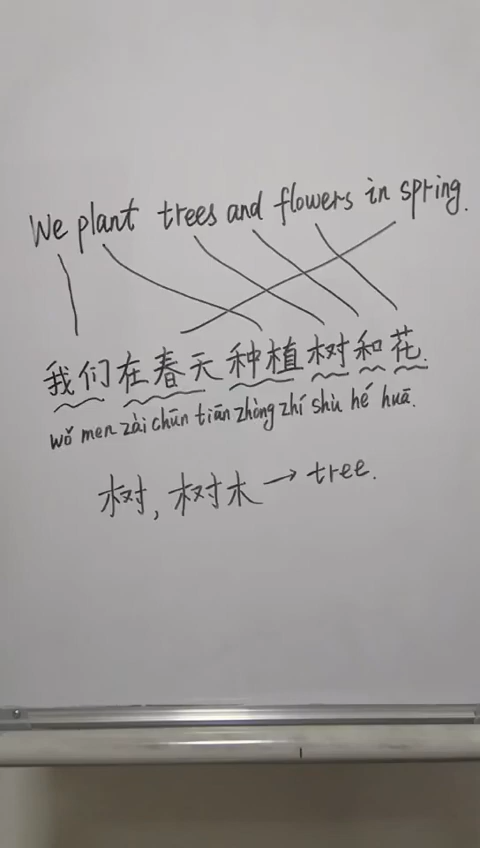 We plant trees and flowers in spring.
我们在春天种植树和花.
wǒ men zài chūn tiān zhòng zhí shù hé huā.
树, 树木 → tree.